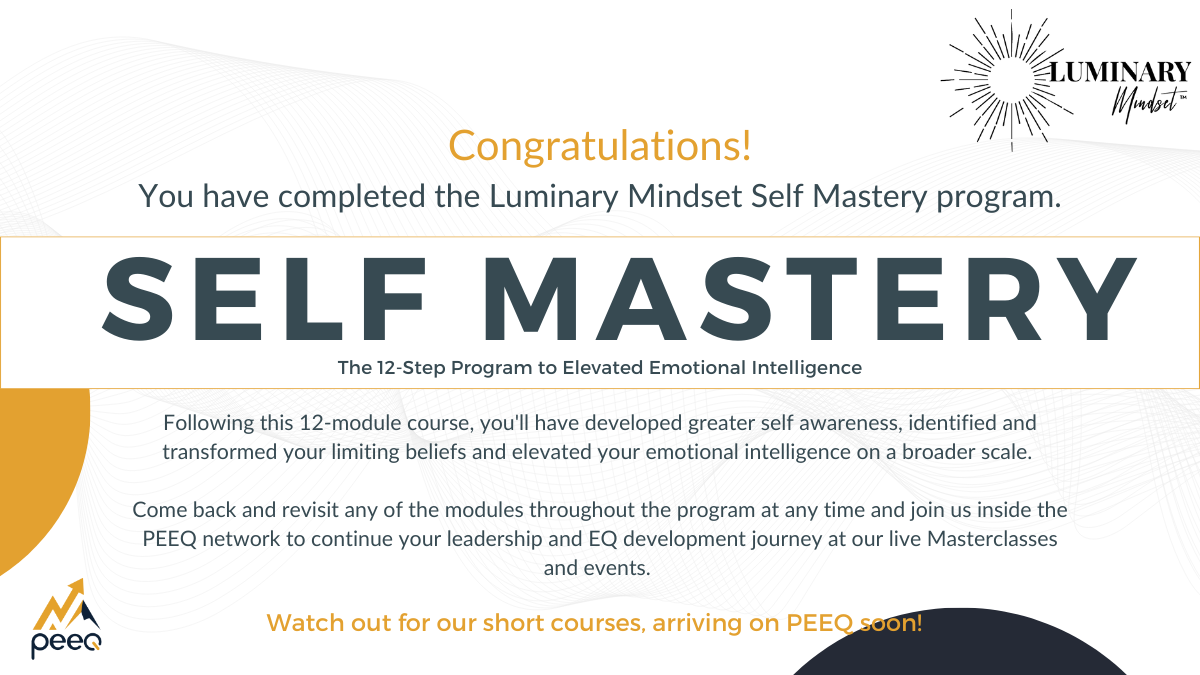 LUMINARY
Mindset™
Congratulations!
You have completed the Luminary Mindset Self Mastery program.
SELF MASTERY
The 12-Step Program to Elevated Emotional Intelligence
Following this 12-module course, you'll have developed greater self awareness, identified and
transformed your limiting beliefs and elevated your emotional intelligence on a broader scale.
Come back and revisit any of the modules throughout the program at any time and join us inside the
PEEQ network to continue your leadership and EQ development journey at our live Masterclasses
and events.
Watch out for our short courses, arriving on PEEQ soon!
peeQ